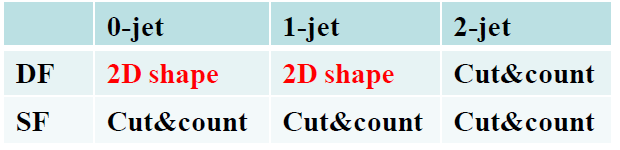 0-jet 1-jet 2-jet
DF 2D shape 2D shape Cut&count
SF Cut&count Cut&count Cut&count